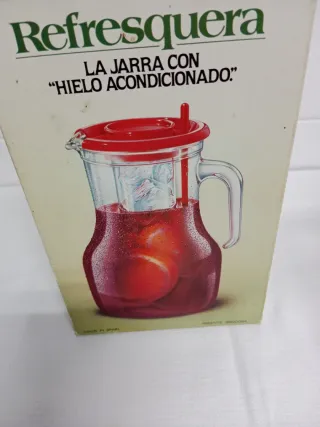 Refresquera
LA JARRA CON
"HIELO ACONDICIONADO."